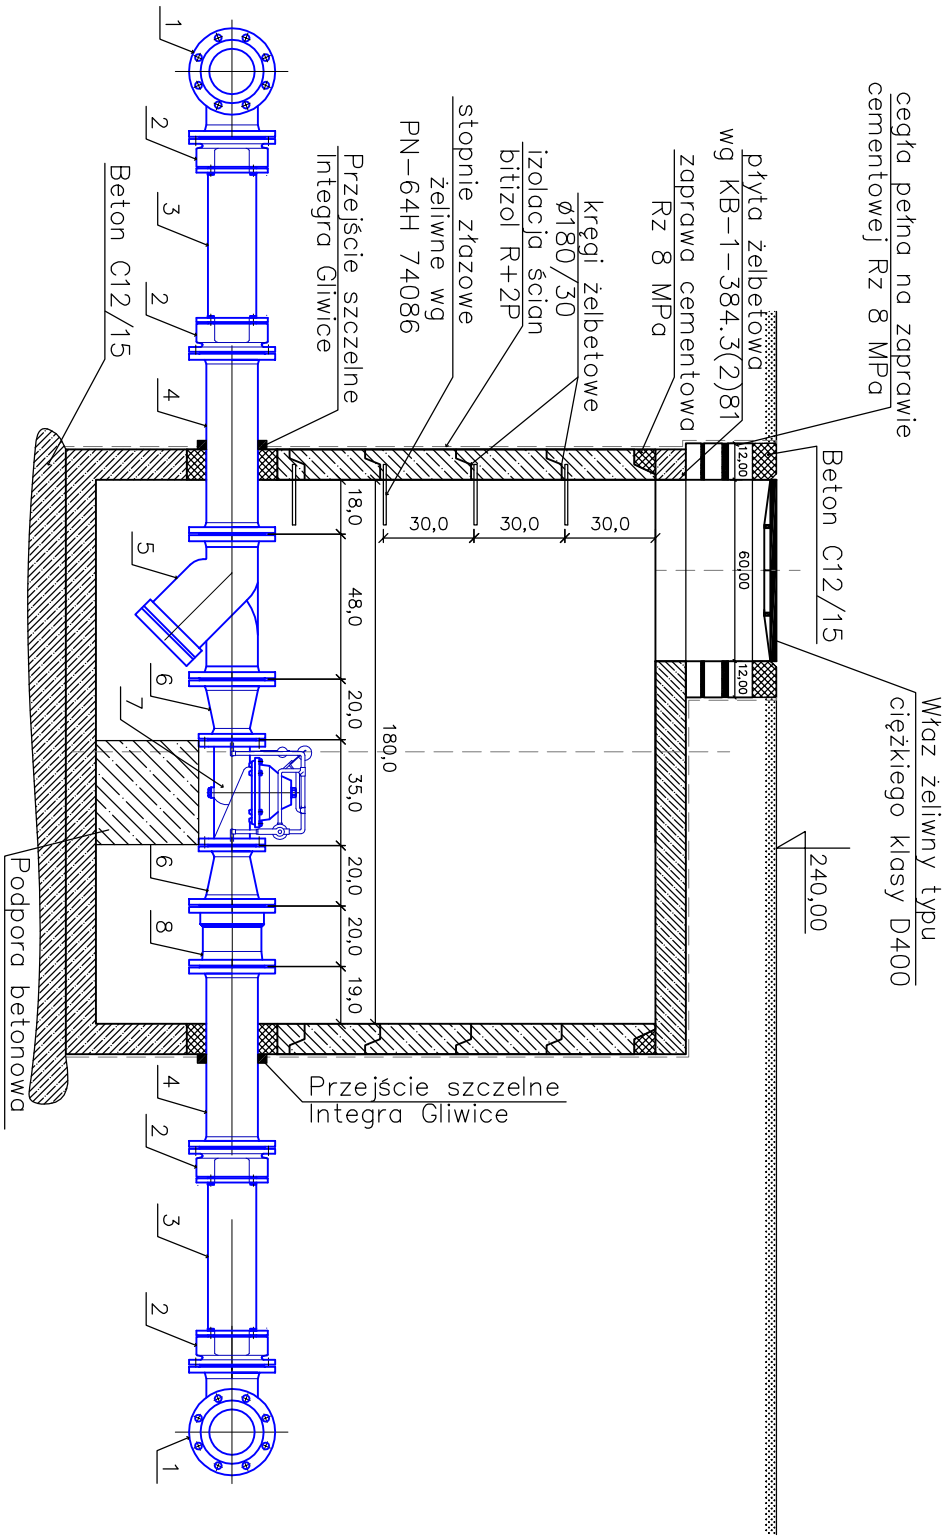 cegła pełna na zaprawie
cementowej Rz 8 MPa
płyta żelbetowa
wg KB-1-384.3(2)81
zaprawa cementowa
Rz 8 MPa
kręgi żelbetowe
ø180/30
izolacja ścian
bitizol R+2P
stopnie złazowe
żeliwne wg
PN-64H 74086
Przejście szczelne
Integra Gliwice
Beton C12/15
Beton C12/15
Właz żeliwny typu
ciężkiego klasy D400
240,00
12,00
60,00
12,00
30,0
30,0
30,0
180,0
18,0
48,0
20,0
35,0
20,0
20,0
19,0
Przejście szczelne
Integra Gliwice
Podpora betonowa
1
2
3
2
4
5
6
7
6
8
4
2
3
2
1